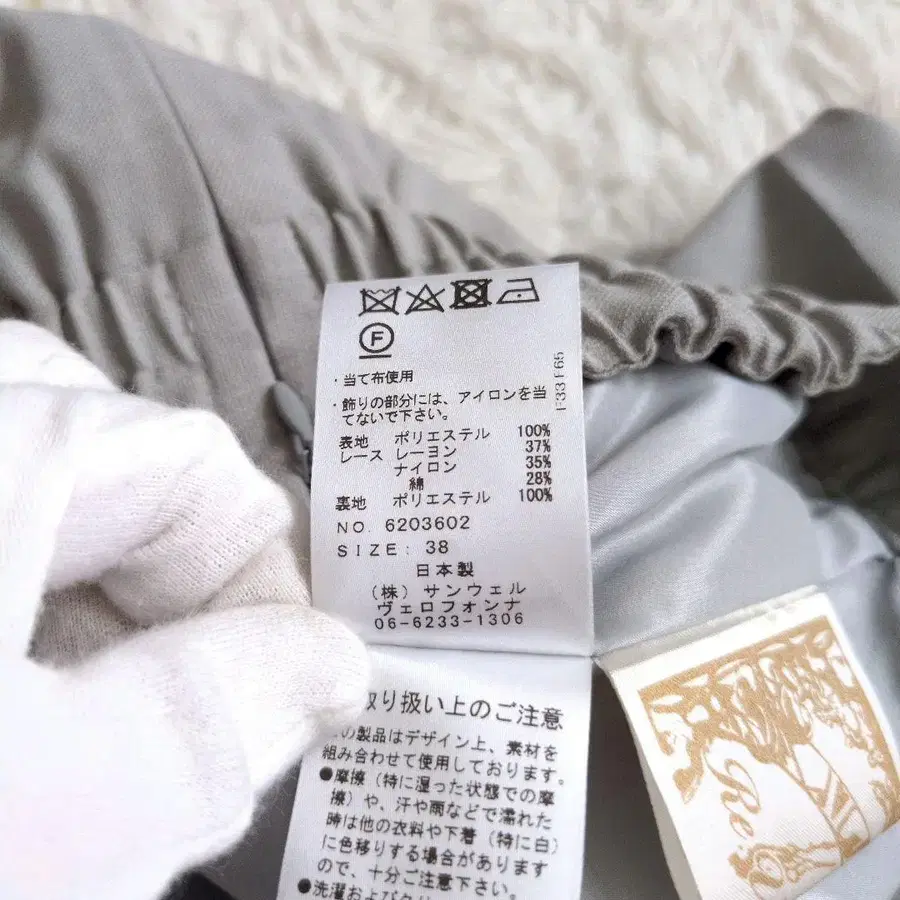 F
・当て布使用
・飾りの部分には、アイロンを当
てないで下さい。
表地 ポリエステル 100%
レース レーヨン 37%
ナイロン 35%
綿 28%
裏地 ポリエステル 100%
NO. 6203602
SIZE: 38
日本製
(株) サンウェル
ヴェロフォンナ
06-6233-1306
F33F65
取り扱い上のご注意
の製品はデザイン上、素材を
組み合わせて使用しております。
●摩擦（特に湿った状態での摩
擦）や、汗や雨などで濡れた
時は他の衣料や下着（特に白）
に色移りする場合があります
ので、十分ご注意下さい。
●洗濯および
Re